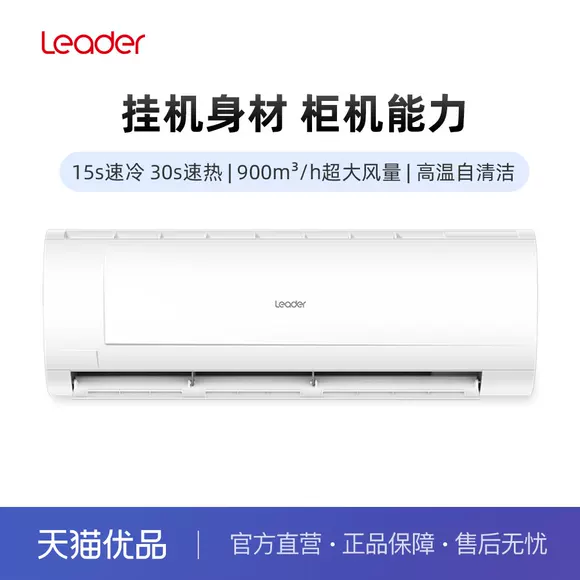 Leader
挂机身材 柜机能力
15s速冷 30s速热 | 900m³/h超大风量 | 高温自清洁
Leader
天猫优品 官方直营 · 正品保障 · 售后无忧